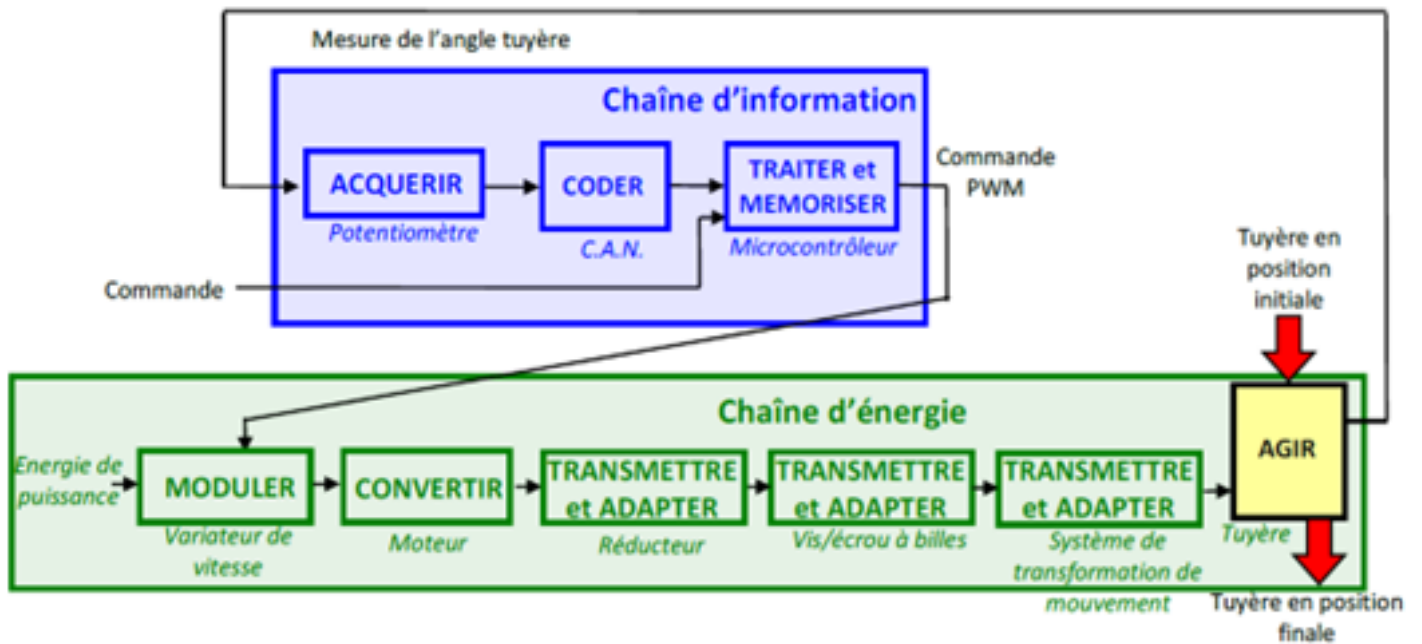 Mesure de l'angle tuyère
Chaîne d'information
ACQUERIR
Potentiomètre
CODER
C.A.N.
TRAITER et
MEMORISER
Microcontrôleur
Commande
PWM
Commande
Tuyère en
position
initiale
Chaîne d'énergie
Energie de
puissance
MODULER
Variateur de
vitesse
CONVERTIR
Moteur
TRANSMETTRE
et ADAPTER
Réducteur
TRANSMETTRE
et ADAPTER
Vis/écrou à billes
TRANSMETTRE
et ADAPTER
Système de
transformation de
mouvement
AGIR
Tuyère
Tuyère en position
finale